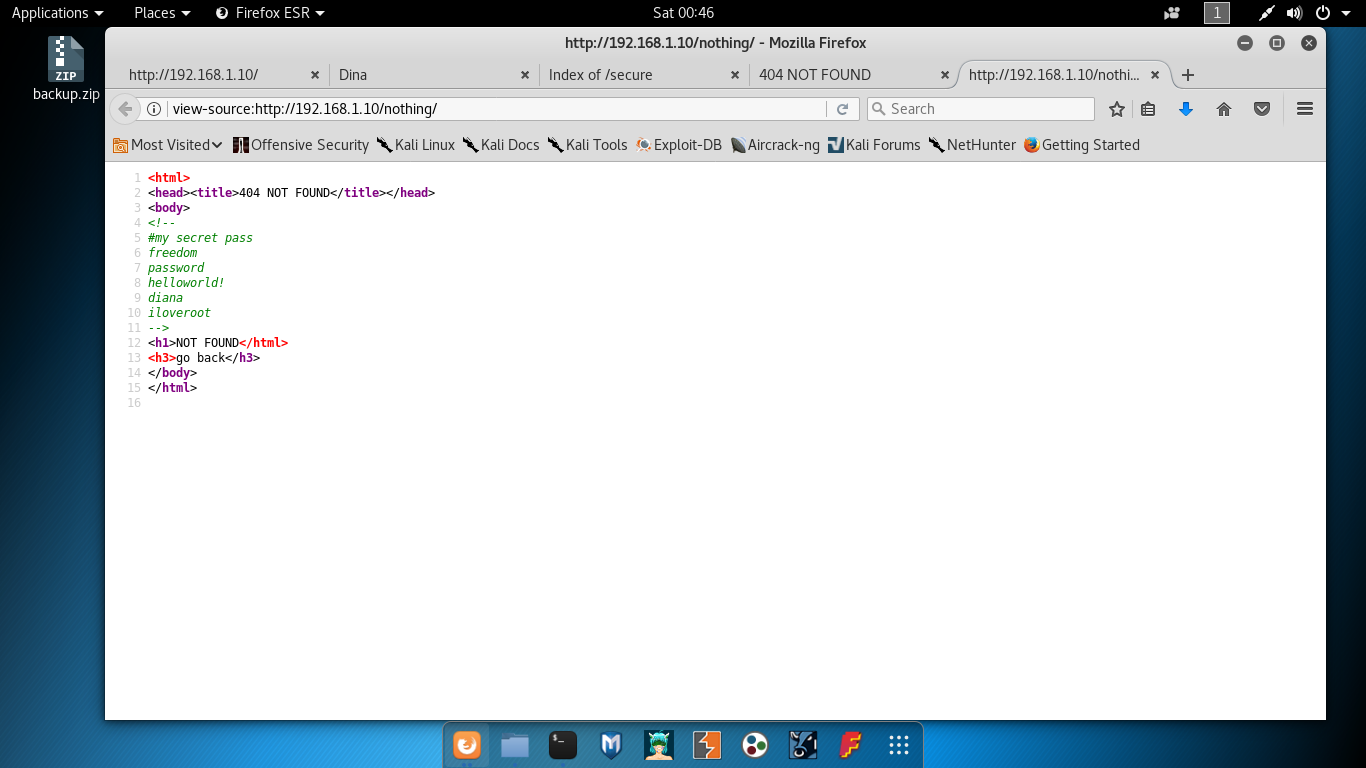 Applications Places Firefox ESR Sat 00:46 1
ZIP
backup.zip
http://192.168.1.10/nothing/ - Mozilla Firefox
http://192.168.1.10/ Dina Index of /secure 404 NOT FOUND http://192.168.1.10/nothi...
view-source:http://192.168.1.10/nothing/ Search
Most Visited Offensive Security Kali Linux Kali Docs Kali Tools Exploit-DB Aircrack-ng Kali Forums NetHunter Getting Started
1 <html>
2 <head><title>404 NOT FOUND</title></head>
3 <body>
4 <!--
5 #my secret pass
6 freedom
7 password
8 helloworld!
9 diana
10 iloveroot
11 -->
12 <h1>NOT FOUND</html>
13 <h3>go back</h3>
14 </body>
15 </html>
16